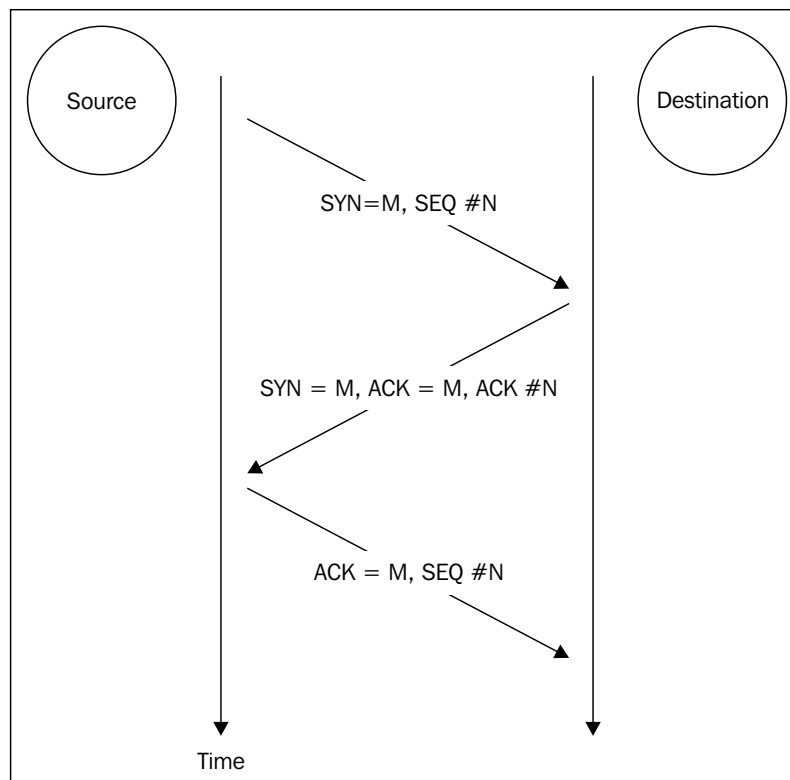 Source
Destination
SYN=M, SEQ #N
SYN = M, ACK = M, ACK #N
ACK = M, SEQ #N
Time